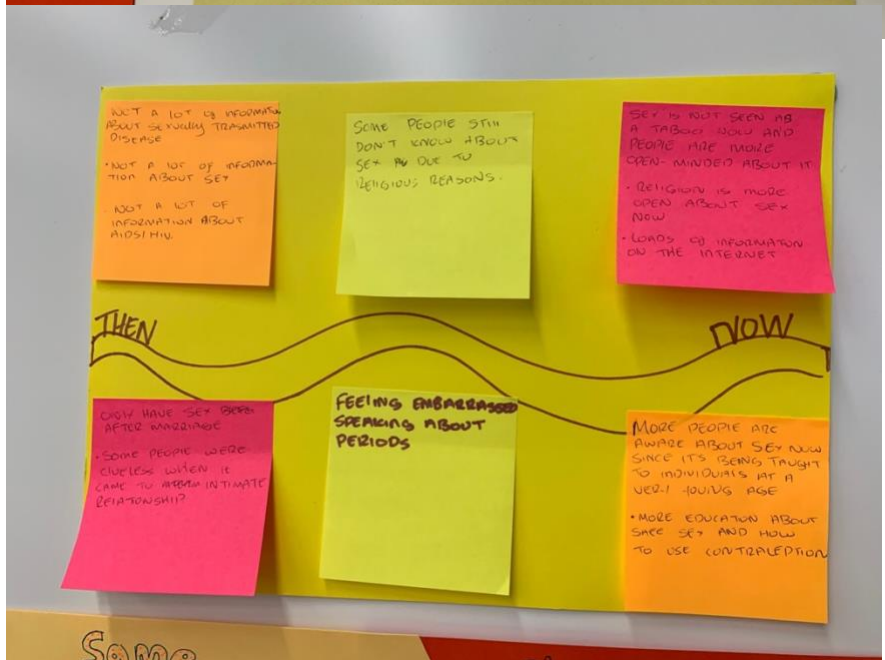 NOT A LOT OF INFORMATION
ABOUT SEXUALLY TRASMITTED
DISEASE
• NOT A LOT OF INFORMA-
TION ABOUT SEX
• NOT A LOT OF
INFORMATION ABOUT
AIDS/HIV.
SOME PEOPLE STILL
DON'T KNOW ABOUT
SEX DUE TO
RELIGIOUS REASONS.
SEX IS NOT SEEN AS
A TABOO NOW AND
PEOPLE ARE MORE
OPEN-MINDED ABOUT IT
• RELIGION IS MORE
OPEN ABOUT SEX
NOW
• LOADS OF INFORMATION
ON THE INTERNET
THEN
NOW
ONLY HAVE SEX
AFTER MARRIAGE
• SOME PEOPLE WERE
CLUELESS WHEN IT
CAME TO INTIMATE
RELATIONSHIP
FEELING EMBARRASSED
SPEAKING ABOUT
PERIODS
MORE PEOPLE ARE
AWARE ABOUT SEX NOW
SINCE ITS BEING TAUGHT
TO INDIVIDUALS AT A
VERY YOUNG AGE
• MORE EDUCATION ABOUT
SAFE SEX AND HOW
TO USE CONTRACEPTION
Some